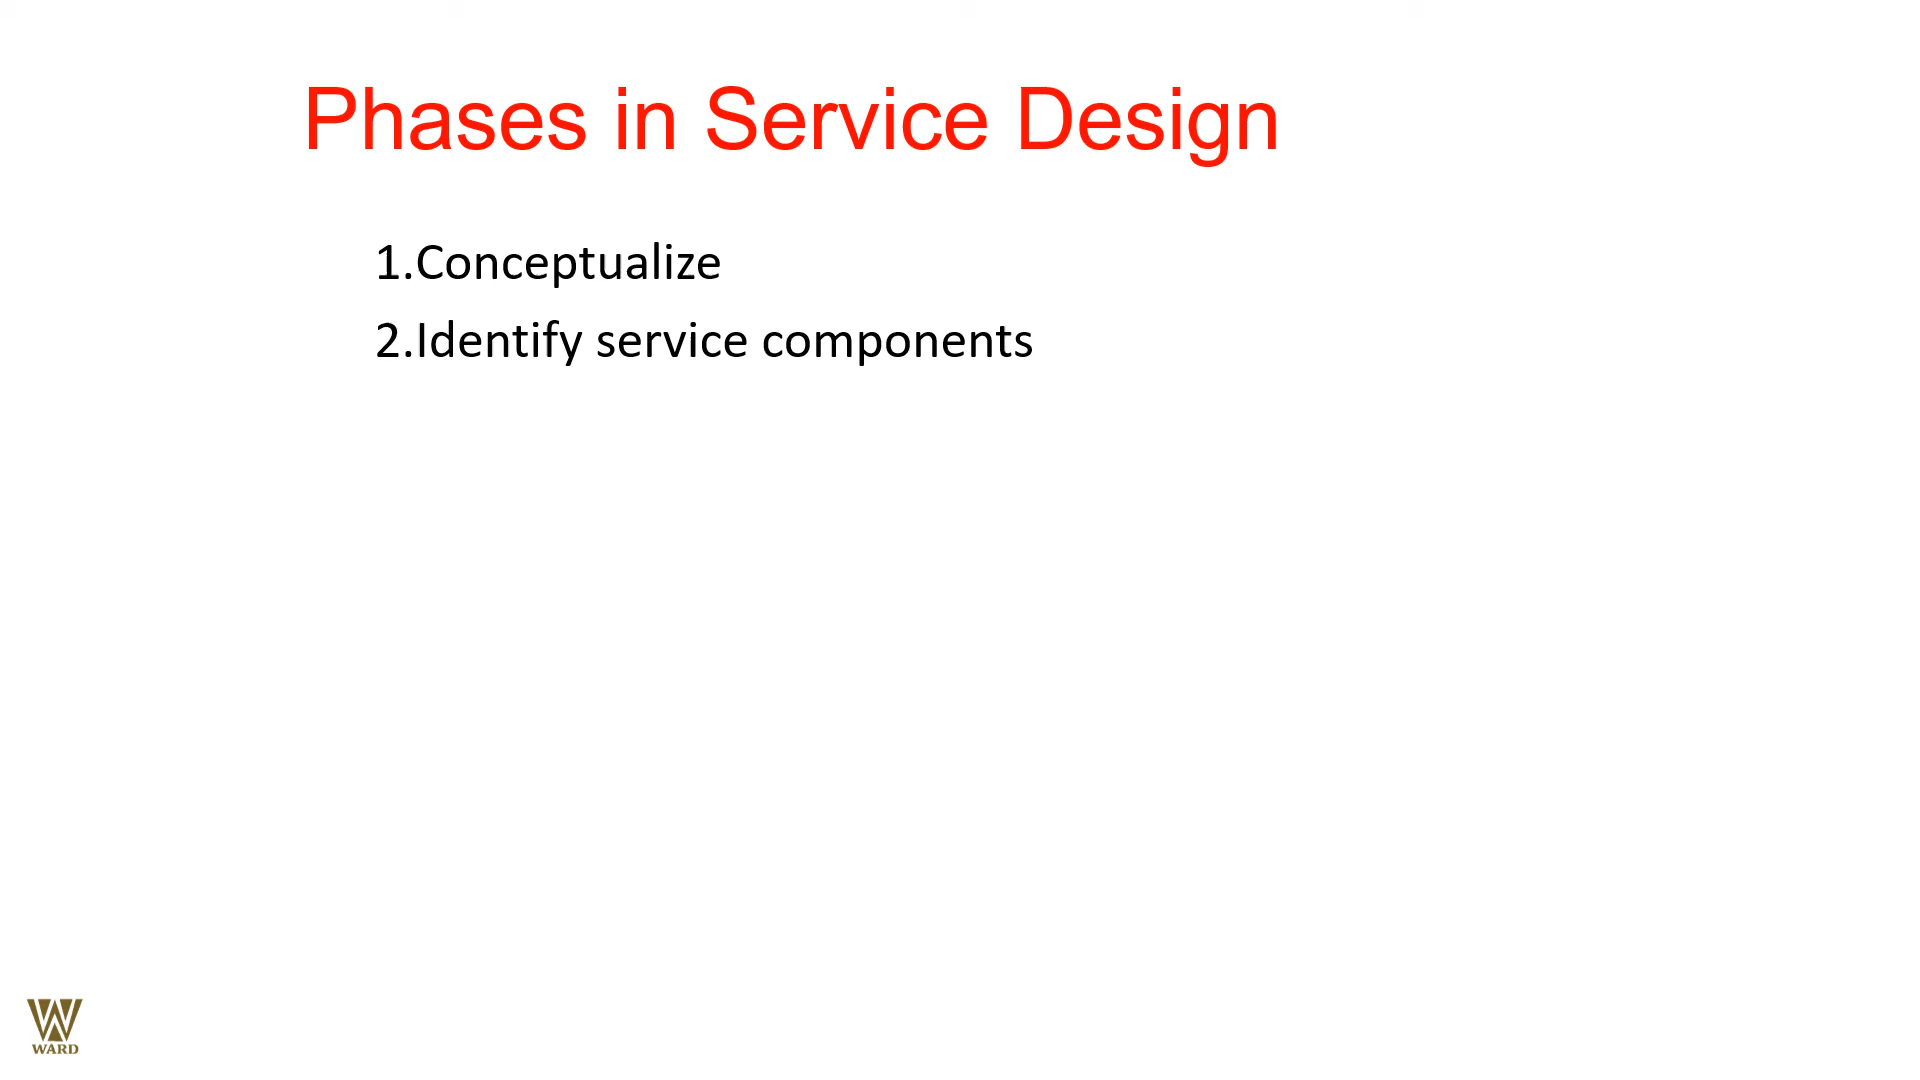 Phases in Service Design
1.Conceptualize
2.Identify service components
WARD